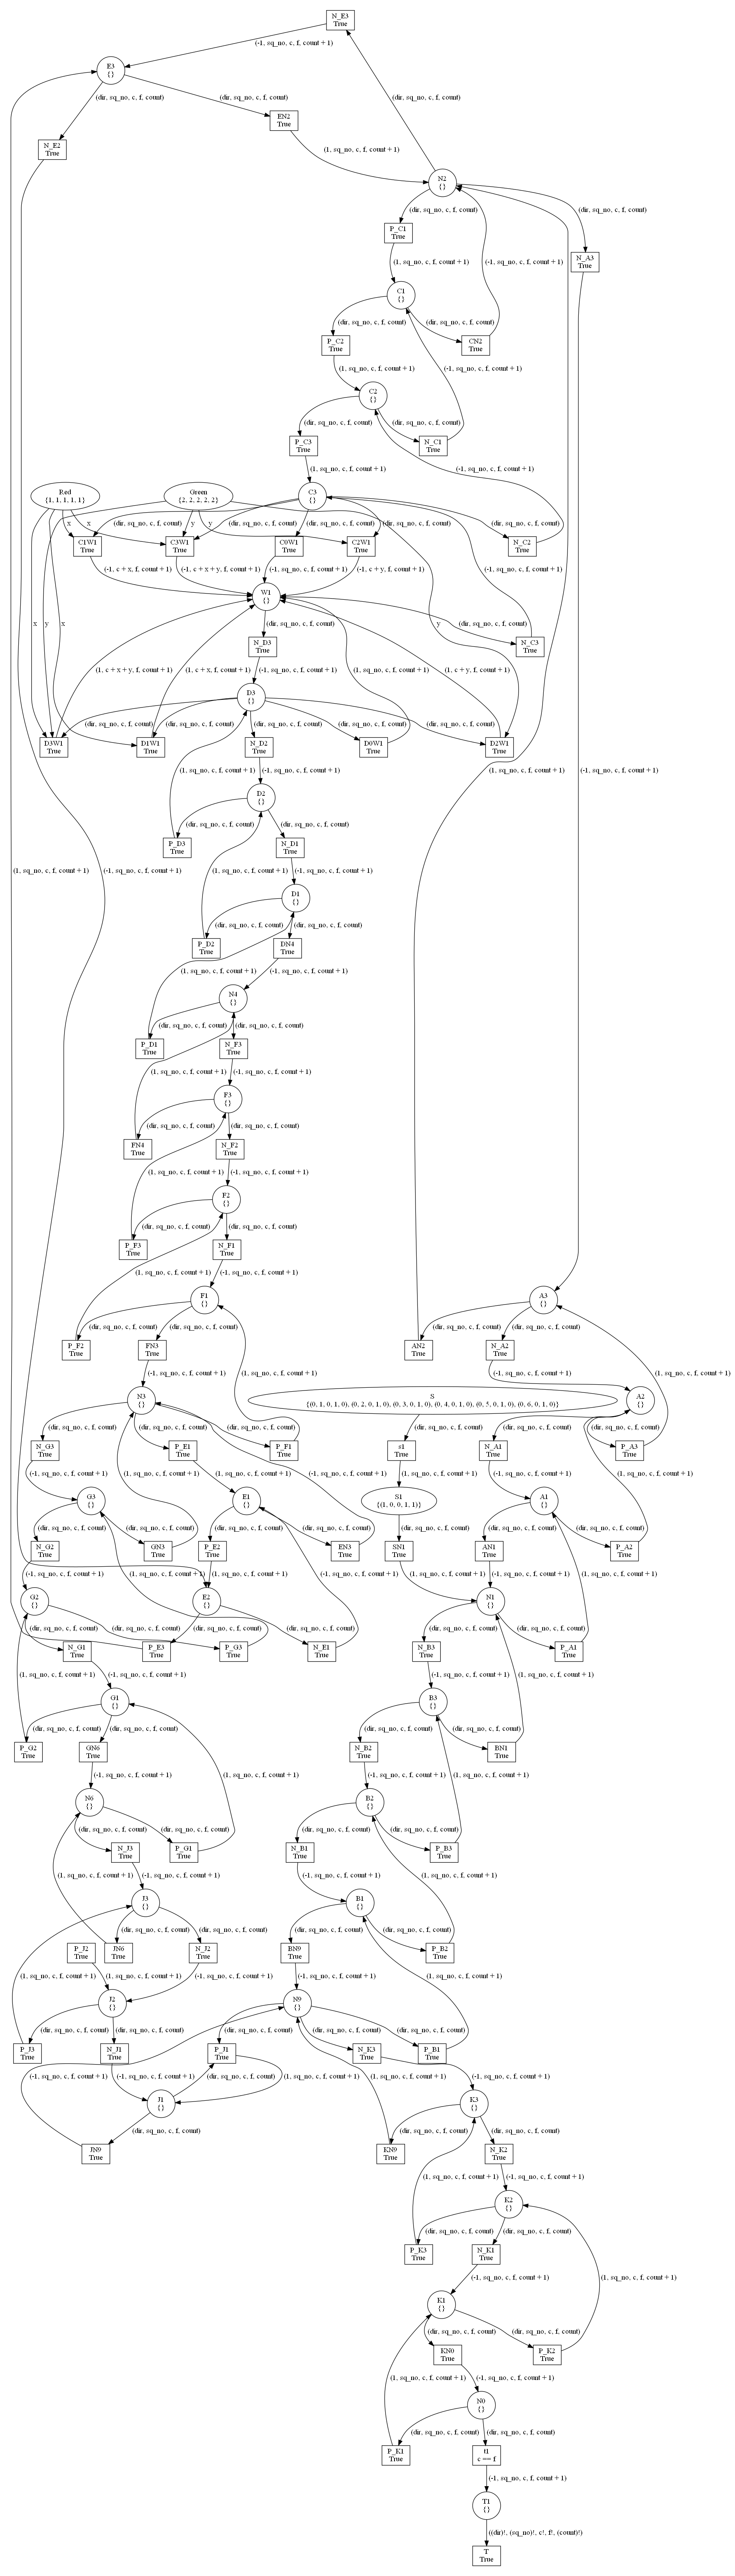 N_E3
True
(-1, sq_no, c, f, count + 1)
E3
{}
(dir, sq_no, c, f, count)
(dir, sq_no, c, f, count)
(dir, sq_no, c, f, count)
EN2
True
N_E2
True
(1, sq_no, c, f, count + 1)
N2
{}
(dir, sq_no, c, f, count)
(dir, sq_no, c, f, count)
P_C1
True
N_A3
True
(1, sq_no, c, f, count + 1)
(-1, sq_no, c, f, count + 1)
C1
{}
(dir, sq_no, c, f, count)
(dir, sq_no, c, f, count)
P_C2
True
CN2
True
(1, sq_no, c, f, count + 1)
(-1, sq_no, c, f, count + 1)
C2
{}
(dir, sq_no, c, f, count)
(dir, sq_no, c, f, count)
P_C3
True
N_C1
True
(1, sq_no, c, f, count + 1)
(-1, sq_no, c, f, count + 1)
Red
{1, 1, 1, 1, 1}
Green
{2, 2, 2, 2, 2}
C3
{}
x
x
(dir, sq_no, c, f, count)
y
y
(dir, sq_no, c, f, count)
(dir, sq_no, c, f, count)
(dir, sq_no, c, f, count)
(dir, sq_no, c, f, count)
C1W1
True
C3W1
True
C0W1
True
C2W1
True
N_C2
True
(-1, c + x, f, count + 1)
(-1, c + x + y, f, count + 1)
(-1, sq_no, c, f, count + 1)
(-1, c + y, f, count + 1)
(-1, sq_no, c, f, count + 1)
W1
{}
x
y
x
(dir, sq_no, c, f, count)
y
(dir, sq_no, c, f, count)
N_D3
True
N_C3
True
(1, c + x + y, f, count + 1)
(1, c + x, f, count + 1)
(-1, sq_no, c, f, count + 1)
(1, sq_no, c, f, count + 1)
(1, c + y, f, count + 1)
D3
{}
(dir, sq_no, c, f, count)
(dir, sq_no, c, f, count)
(dir, sq_no, c, f, count)
(dir, sq_no, c, f, count)
(dir, sq_no, c, f, count)
D3W1
True
D1W1
True
N_D2
True
D0W1
True
D2W1
True
(1, sq_no, c, f, count + 1)
(-1, sq_no, c, f, count + 1)
(1, sq_no, c, f, count + 1)
(-1, sq_no, c, f, count + 1)
D2
{}
(dir, sq_no, c, f, count)
(dir, sq_no, c, f, count)
P_D3
True
N_D1
True
(1, sq_no, c, f, count + 1)
(-1, sq_no, c, f, count + 1)
(1, sq_no, c, f, count + 1)
(-1, sq_no, c, f, count + 1)
D1
{}
(dir, sq_no, c, f, count)
(dir, sq_no, c, f, count)
P_D2
True
DN4
True
(1, sq_no, c, f, count + 1)
(-1, sq_no, c, f, count + 1)
N4
{}
(dir, sq_no, c, f, count)
(dir, sq_no, c, f, count)
P_D1
True
N_F3
True
(1, sq_no, c, f, count + 1)
(-1, sq_no, c, f, count + 1)
F3
{}
(dir, sq_no, c, f, count)
(dir, sq_no, c, f, count)
FN4
True
N_F2
True
(1, sq_no, c, f, count + 1)
(-1, sq_no, c, f, count + 1)
F2
{}
(dir, sq_no, c, f, count)
(dir, sq_no, c, f, count)
P_F3
True
N_F1
True
(1, sq_no, c, f, count + 1)
(-1, sq_no, c, f, count + 1)
F1
{}
A3
{}
(dir, sq_no, c, f, count)
(dir, sq_no, c, f, count)
(dir, sq_no, c, f, count)
(dir, sq_no, c, f, count)
P_F2
True
FN3
True
AN2
True
N_A2
True
(-1, sq_no, c, f, count + 1)
(1, sq_no, c, f, count + 1)
(-1, sq_no, c, f, count + 1)
(1, sq_no, c, f, count + 1)
N3
{}
S
{(0, 1, 0, 1, 0), (0, 2, 0, 1, 0), (0, 3, 0, 1, 0), (0, 4, 0, 1, 0), (0, 5, 0, 1, 0), (0, 6, 0, 1, 0)}
A2
{}
(dir, sq_no, c, f, count)
(dir, sq_no, c, f, count)
(dir, sq_no, c, f, count)
(dir, sq_no, c, f, count)
(dir, sq_no, c, f, count)
(dir, sq_no, c, f, count)
N_G3
True
P_E1
True
P_F1
True
s1
True
N_A1
True
P_A3
True
(-1, sq_no, c, f, count + 1)
(1, sq_no, c, f, count + 1)
(1, sq_no, c, f, count + 1)
(-1, sq_no, c, f, count + 1)
(1, sq_no, c, f, count + 1)
(-1, sq_no, c, f, count + 1)
(1, sq_no, c, f, count + 1)
G3
{}
E1
{}
S1
{(1, 0, 0, 1, 1)}
A1
{}
(dir, sq_no, c, f, count)
(dir, sq_no, c, f, count)
(dir, sq_no, c, f, count)
(dir, sq_no, c, f, count)
(dir, sq_no, c, f, count)
(dir, sq_no, c, f, count)
(dir, sq_no, c, f, count)
N_G2
True
GN3
True
P_E2
True
EN3
True
SN1
True
AN1
True
P_A2
True
(-1, sq_no, c, f, count + 1)
(1, sq_no, c, f, count + 1)
(1, sq_no, c, f, count + 1)
(-1, sq_no, c, f, count + 1)
(1, sq_no, c, f, count + 1)
(-1, sq_no, c, f, count + 1)
(1, sq_no, c, f, count + 1)
G2
{}
E2
{}
N1
{}
(dir, sq_no, c, f, count)
(dir, sq_no, c, f, count)
(dir, sq_no, c, f, count)
(dir, sq_no, c, f, count)
(dir, sq_no, c, f, count)
(dir, sq_no, c, f, count)
N_G1
True
P_E3
True
P_G3
True
N_E1
True
N_B3
True
P_A1
True
(1, sq_no, c, f, count + 1)
(-1, sq_no, c, f, count + 1)
(-1, sq_no, c, f, count + 1)
(1, sq_no, c, f, count + 1)
G1
{}
B3
{}
(dir, sq_no, c, f, count)
(dir, sq_no, c, f, count)
(dir, sq_no, c, f, count)
(dir, sq_no, c, f, count)
P_G2
True
GN6
True
N_B2
True
BN1
True
(-1, sq_no, c, f, count + 1)
(1, sq_no, c, f, count + 1)
(-1, sq_no, c, f, count + 1)
(1, sq_no, c, f, count + 1)
N6
{}
B2
{}
(dir, sq_no, c, f, count)
(dir, sq_no, c, f, count)
(dir, sq_no, c, f, count)
(dir, sq_no, c, f, count)
N_J3
True
P_G1
True
N_B1
True
P_B3
True
(1, sq_no, c, f, count + 1)
(-1, sq_no, c, f, count + 1)
(-1, sq_no, c, f, count + 1)
(1, sq_no, c, f, count + 1)
J3
{}
B1
{}
(dir, sq_no, c, f, count)
(dir, sq_no, c, f, count)
(dir, sq_no, c, f, count)
(dir, sq_no, c, f, count)
P_J2
True
JN6
True
N_J2
True
BN9
True
P_B2
True
(1, sq_no, c, f, count + 1)
(1, sq_no, c, f, count + 1)
(-1, sq_no, c, f, count + 1)
(-1, sq_no, c, f, count + 1)
(1, sq_no, c, f, count + 1)
J2
{}
N9
{}
(dir, sq_no, c, f, count)
(dir, sq_no, c, f, count)
(dir, sq_no, c, f, count)
(dir, sq_no, c, f, count)
(dir, sq_no, c, f, count)
P_J3
True
N_J1
True
P_J1
True
N_K3
True
P_B1
True
(-1, sq_no, c, f, count + 1)
(-1, sq_no, c, f, count + 1)
(dir, sq_no, c, f, count)
(1, sq_no, c, f, count + 1)
(1, sq_no, c, f, count + 1)
(-1, sq_no, c, f, count + 1)
J1
{}
K3
{}
(dir, sq_no, c, f, count)
(dir, sq_no, c, f, count)
(dir, sq_no, c, f, count)
JN9
True
KN9
True
N_K2
True
(1, sq_no, c, f, count + 1)
(-1, sq_no, c, f, count + 1)
K2
{}
(dir, sq_no, c, f, count)
(dir, sq_no, c, f, count)
P_K3
True
N_K1
True
(-1, sq_no, c, f, count + 1)
(1, sq_no, c, f, count + 1)
K1
{}
(dir, sq_no, c, f, count)
(dir, sq_no, c, f, count)
KN0
True
P_K2
True
(1, sq_no, c, f, count + 1)
(-1, sq_no, c, f, count + 1)
N0
{}
(dir, sq_no, c, f, count)
(dir, sq_no, c, f, count)
P_K1
True
t1
c == f
(-1, sq_no, c, f, count + 1)
T1
{}
((dir)!, (sq_no)!, c!, f!, (count)!)
T
True